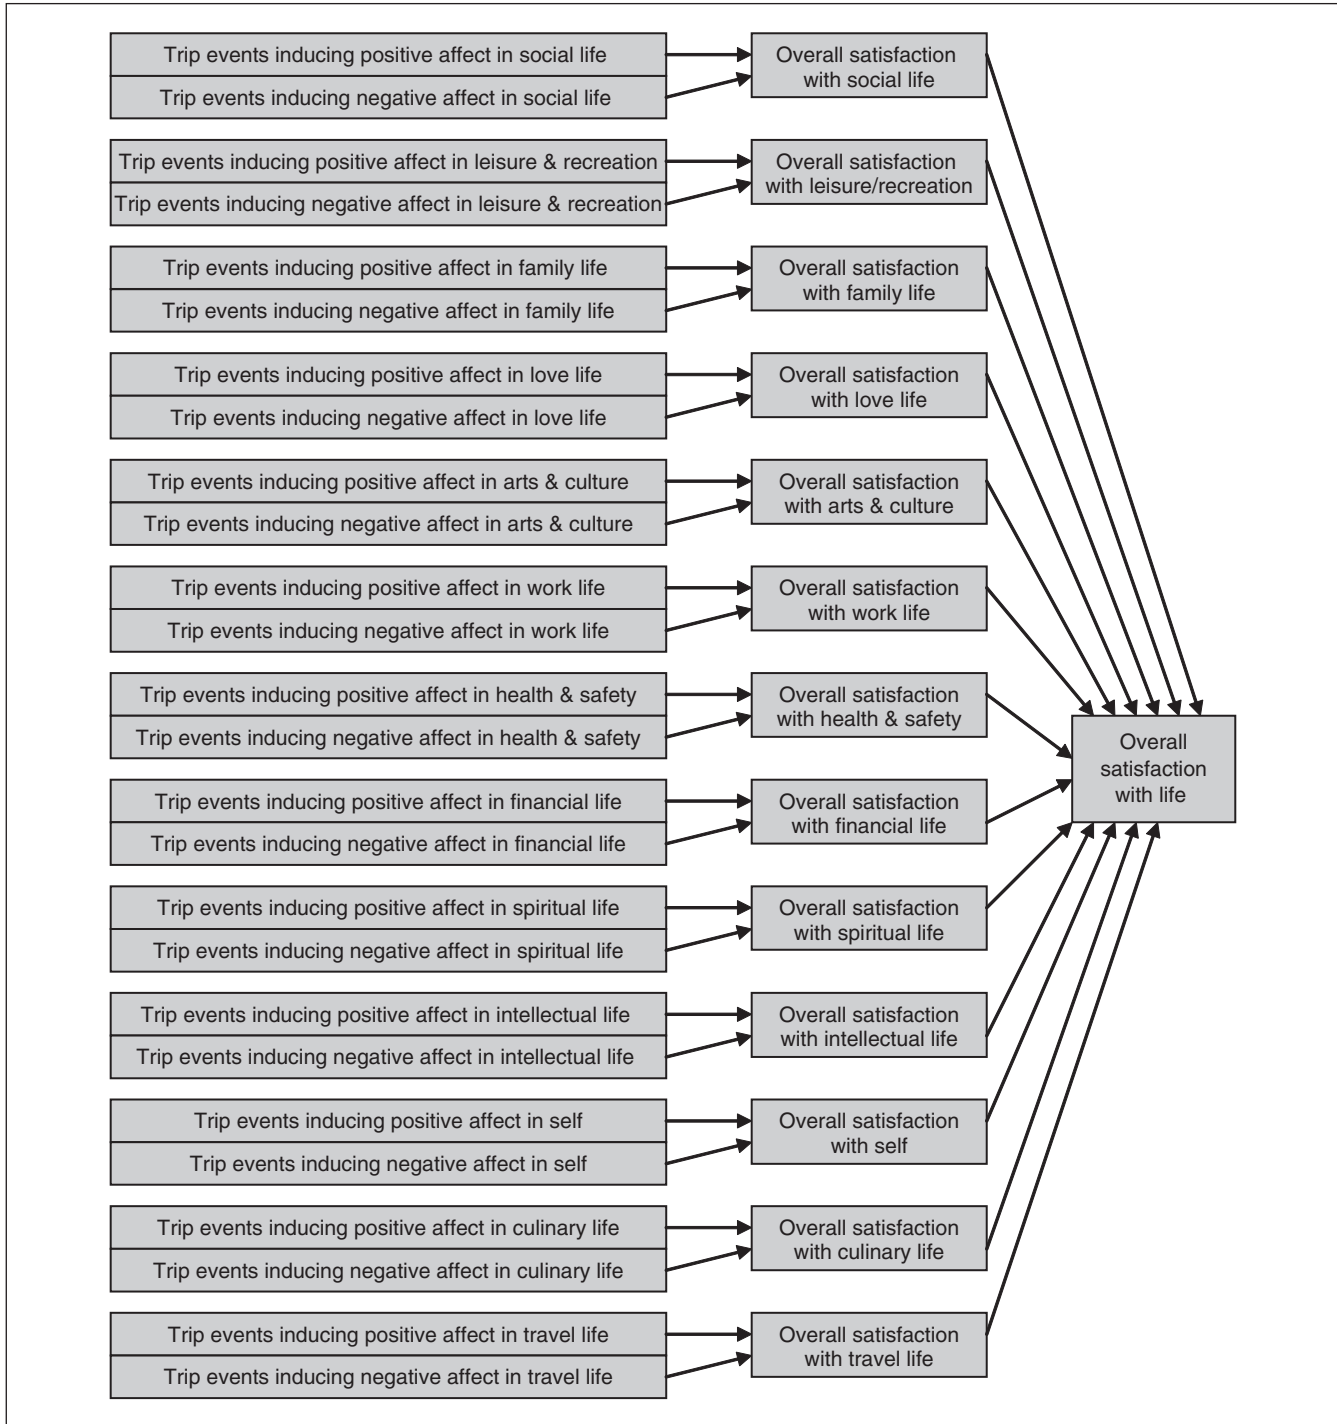 Trip events inducing positive affect in social life
Trip events inducing negative affect in social life
Overall satisfaction
with social life
Trip events inducing positive affect in leisure & recreation
Trip events inducing negative affect in leisure & recreation
Overall satisfaction
with leisure/recreation
Trip events inducing positive affect in family life
Trip events inducing negative affect in family life
Overall satisfaction
with family life
Trip events inducing positive affect in love life
Trip events inducing negative affect in love life
Overall satisfaction
with love life
Trip events inducing positive affect in arts & culture
Trip events inducing negative affect in arts & culture
Overall satisfaction
with arts & culture
Trip events inducing positive affect in work life
Trip events inducing negative affect in work life
Overall satisfaction
with work life
Trip events inducing positive affect in health & safety
Trip events inducing negative affect in health & safety
Overall satisfaction
with health & safety
Trip events inducing positive affect in financial life
Trip events inducing negative affect in financial life
Overall satisfaction
with financial life
Trip events inducing positive affect in spiritual life
Trip events inducing negative affect in spiritual life
Overall satisfaction
with spiritual life
Trip events inducing positive affect in intellectual life
Trip events inducing negative affect in intellectual life
Overall satisfaction
with intellectual life
Trip events inducing positive affect in self
Trip events inducing negative affect in self
Overall satisfaction
with self
Trip events inducing positive affect in culinary life
Trip events inducing negative affect in culinary life
Overall satisfaction
with culinary life
Trip events inducing positive affect in travel life
Trip events inducing negative affect in travel life
Overall satisfaction
with travel life
Overall
satisfaction
with life